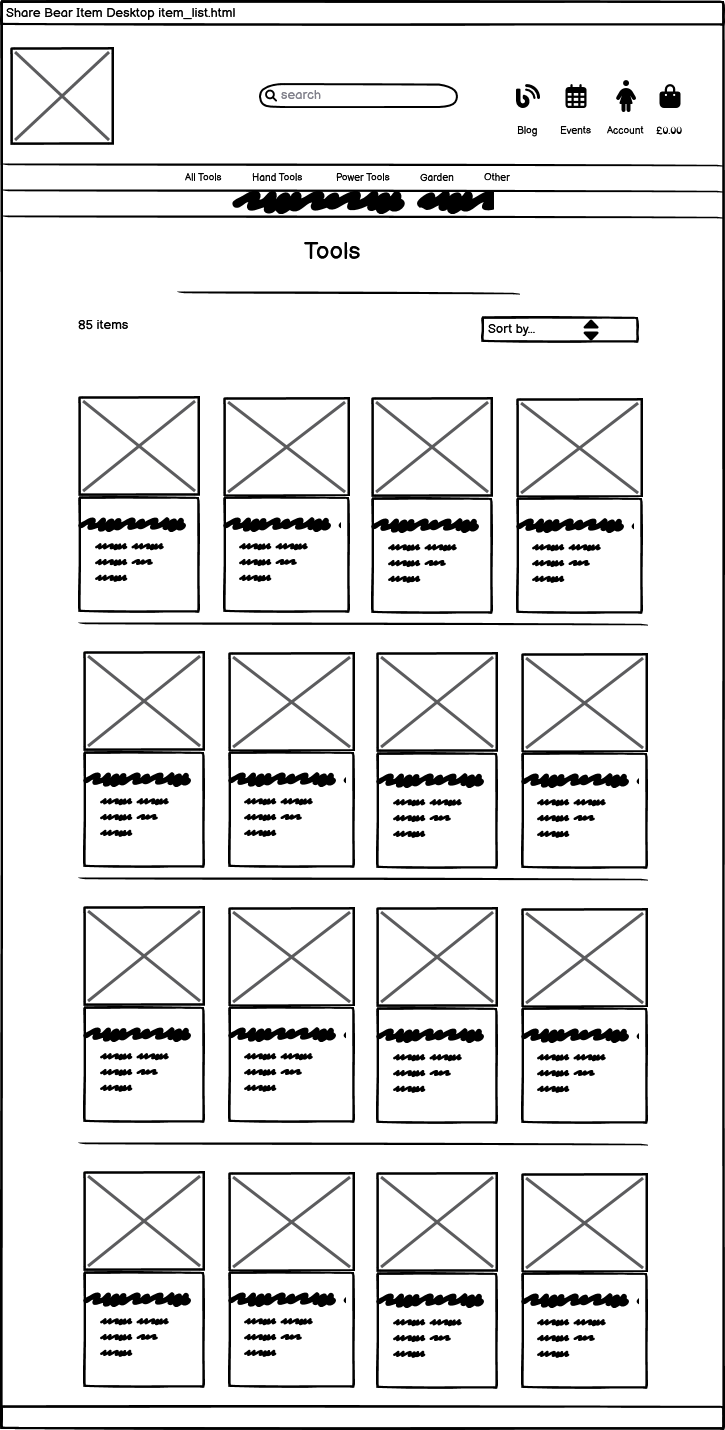 Share Bear Item Desktop item_list.html
search
Blog Events Account £0.00
All Tools Hand Tools Power Tools Garden Other
Tools
85 items
Sort by...